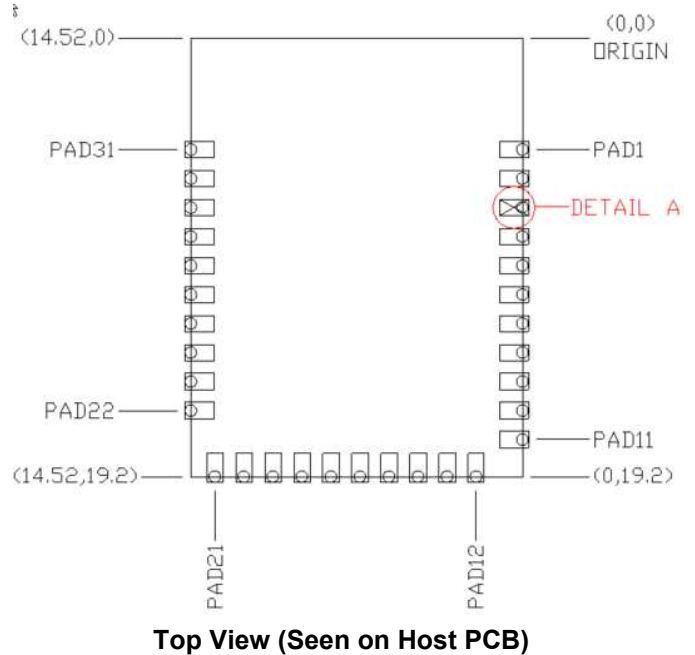 (14.52,0)
(0,0)
ORIGIN
PAD31
PAD1
DETAIL A
PAD22
PAD11
(14.52,19.2)
(0,19.2)
PAD21
PAD12
Top View (Seen on Host PCB)